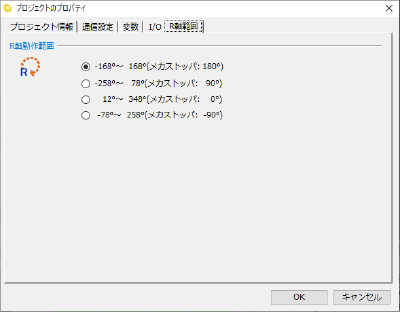 プロジェクトのプロパティ
プロジェクト情報 通信設定 変数 I/O R軸範囲
R軸動作範囲
R
-168°～ 168°(メカストッパ: 180°)
-258°～ 78°(メカストッパ: 90°)
12°～ 348°(メカストッパ: 0°)
-78°～ 258°(メカストッパ: -90°)
OK キャンセル